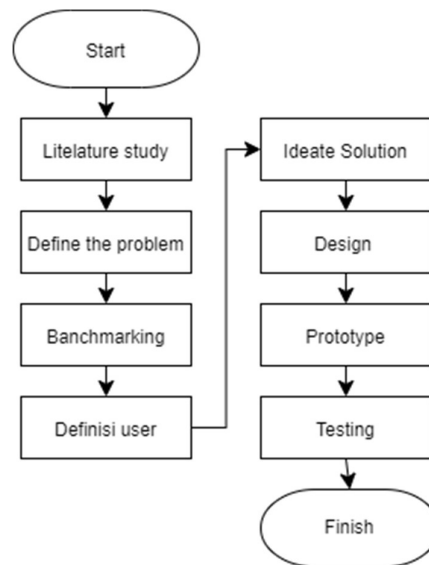 Start
Litelature study
Define the problem
Banchmarking
Definisi user
Ideate Solution
Design
Prototype
Testing
Finish